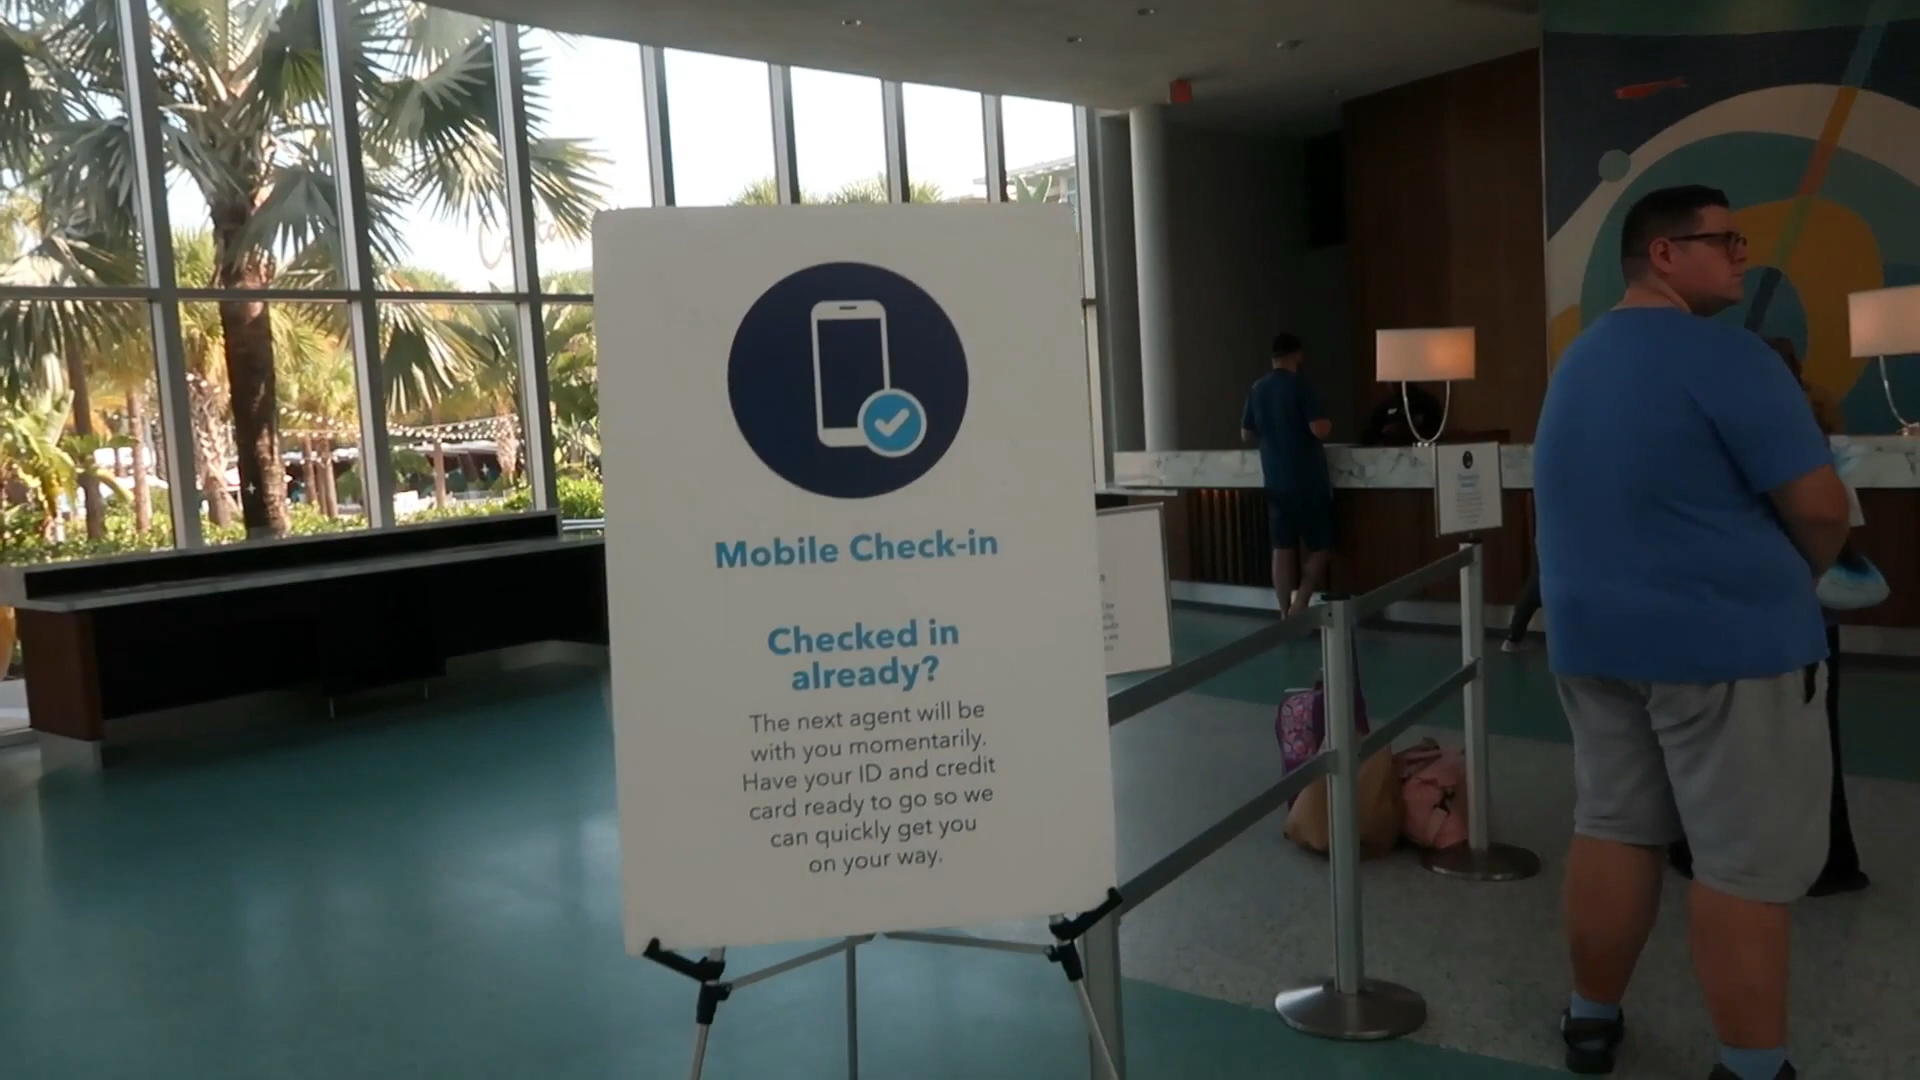 Mobile Check-in
Checked in
already?
The next agent will be
with you momentarily.
Have your ID and credit
card ready to go so we
can quickly get you
on your way.